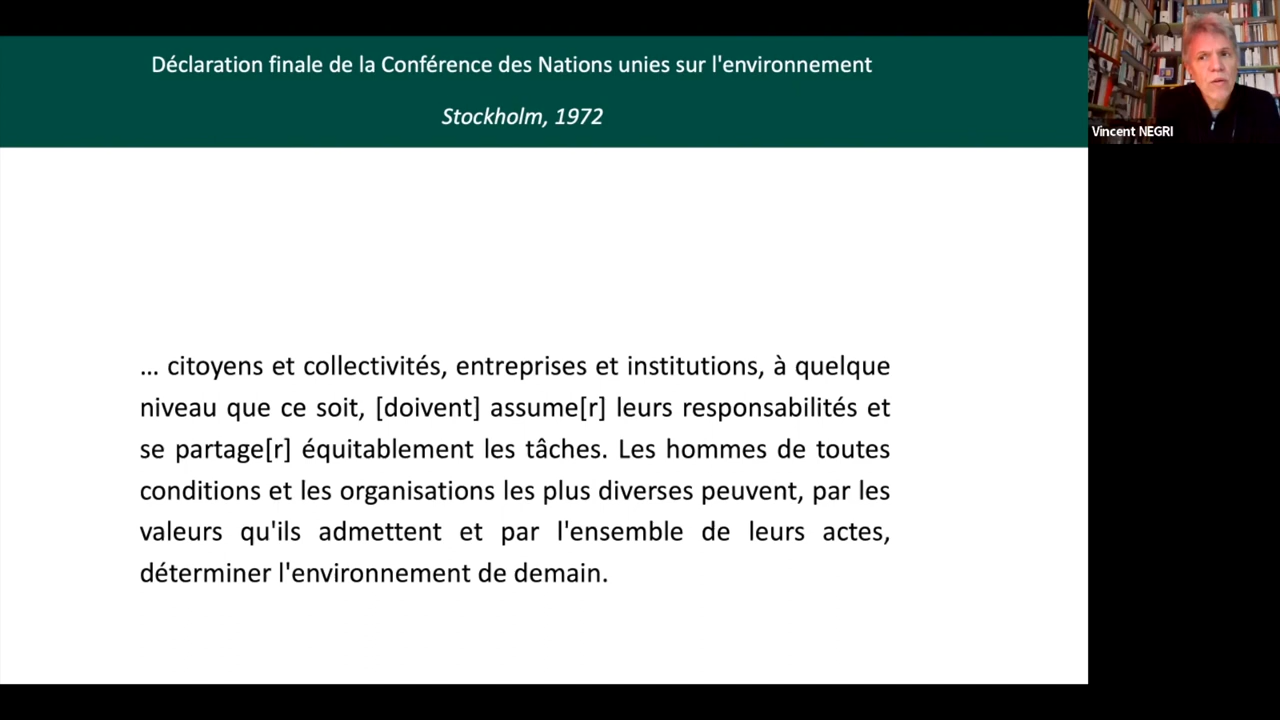 Déclaration finale de la Conférence des Nations unies sur l'environnement
Stockholm, 1972
Vincent NEGRI
... citoyens et collectivités, entreprises et institutions, à quelque
niveau que ce soit, [doivent] assume[r] leurs responsabilités et
se partage[r] équitablement les tâches. Les hommes de toutes
conditions et les organisations les plus diverses peuvent, par les
valeurs qu'ils admettent et par l'ensemble de leurs actes,
déterminer l'environnement de demain.